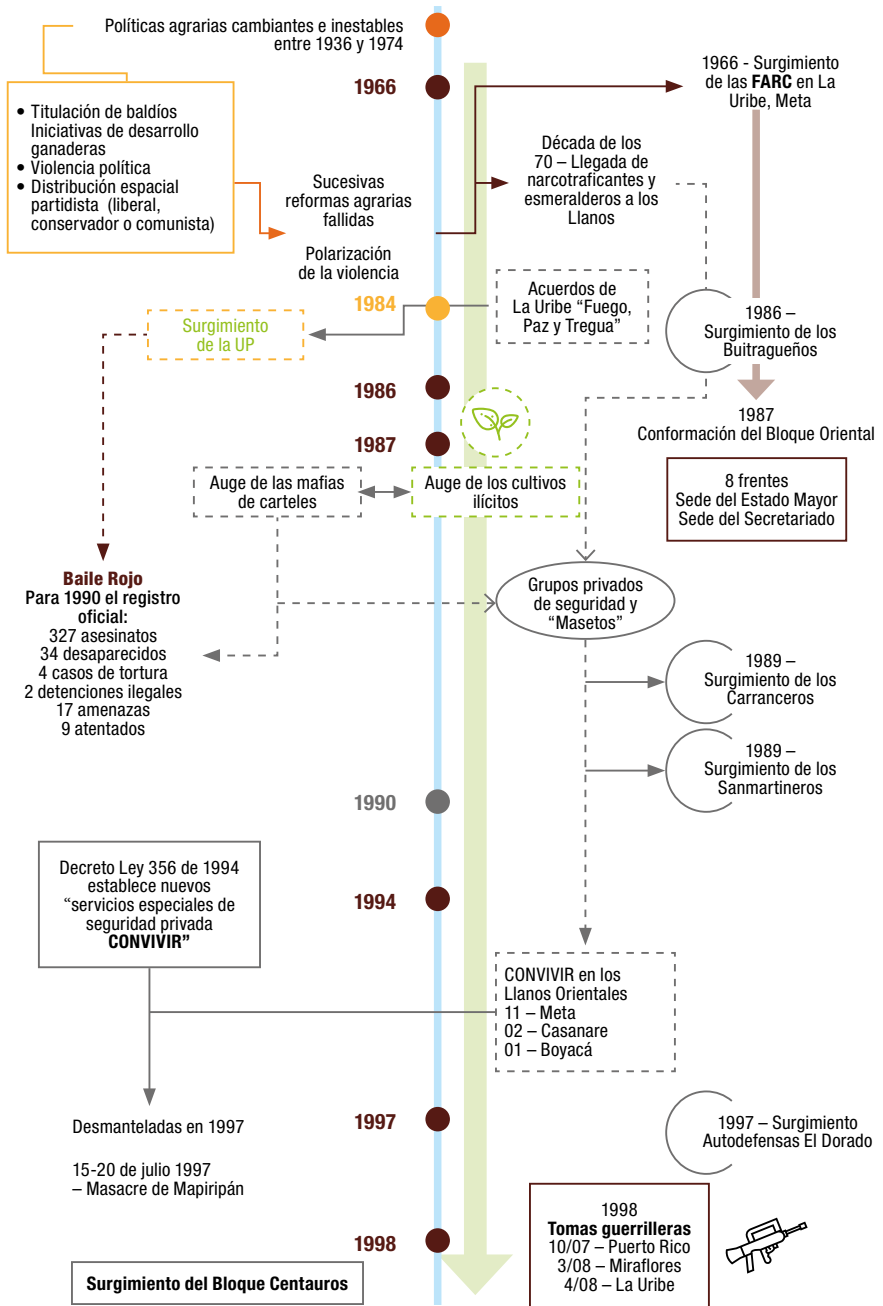 Políticas agrarias cambiantes e inestables
entre 1936 y 1974
1966
1966 - Surgimiento
de las FARC en La
Uribe, Meta
• Titulación de baldíos
Iniciativas de desarrollo
ganaderas
• Violencia política
• Distribución espacial
partidista (liberal,
conservador o comunista)
Sucesivas
reformas agrarias
fallidas
Polarización
de la violencia
Década de los
70 – Llegada de
narcotraficantes y
esmeralderos a los
Llanos
1984
Acuerdos de
La Uribe “Fuego,
Paz y Tregua”
Surgimiento
de la UP
1986 –
Surgimiento de los
Buitragueños
1986
1987
1987
Conformación del Bloque Oriental
8 frentes
Sede del Estado Mayor
Sede del Secretariado
Auge de las mafias
de carteles
Auge de los cultivos
ilícitos
Baile Rojo
Para 1990 el registro
oficial:
327 asesinatos
34 desaparecidos
4 casos de tortura
2 detenciones ilegales
17 amenazas
9 atentados
Grupos privados
de seguridad y
“Masetos”
1989 –
Surgimiento de los
Carranceros
1989 –
Surgimiento de los
Sanmartineros
1990
Decreto Ley 356 de 1994
establece nuevos
“servicios especiales de
seguridad privada
CONVIVIR”
1994
CONVIVIR en los
Llanos Orientales
11 – Meta
02 – Casanare
01 – Boyacá
Desmanteladas en 1997
15-20 de julio 1997
– Masacre de Mapiripán
1997
1997 – Surgimiento
Autodefensas El Dorado
1998
1998
Tomas guerrilleras
10/07 – Puerto Rico
3/08 – Miraflores
4/08 – La Uribe
Surgimiento del Bloque Centauros